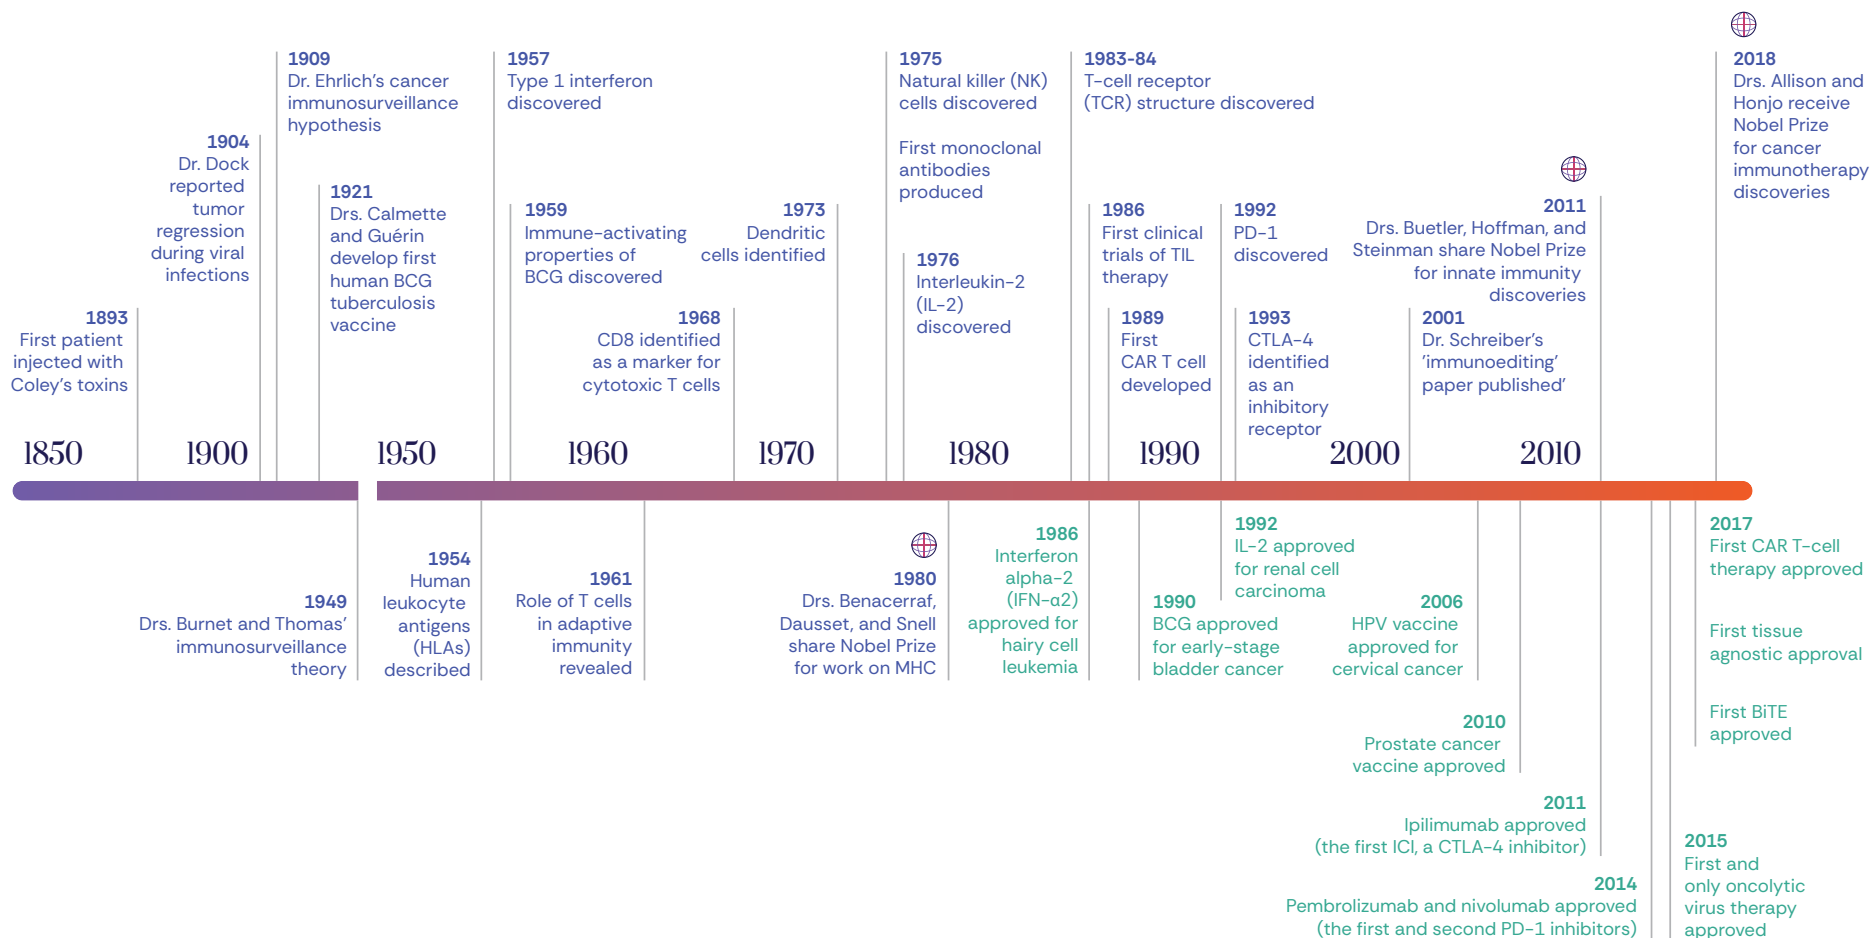 1909
Dr. Ehrlich's cancer
immunosurveillance
hypothesis
1957
Type 1 interferon
discovered
1975
Natural killer (NK)
cells discovered
First monoclonal
antibodies
produced
1983-84
T-cell receptor
(TCR) structure discovered
2018
Drs. Allison and
Honjo receive
Nobel Prize
for cancer
immunotherapy
discoveries
1904
Dr. Dock
reported
tumor
regression
during viral
infections
1921
Drs. Calmette
and Guérin
develop first
human BCG
tuberculosis
vaccine
1959
Immune-activating
properties of
BCG discovered
1973
Dendritic
cells identified
1976
Interleukin-2
(IL-2)
discovered
1986
First clinical
trials of TIL
therapy
1992
PD-1
discovered
2011
Drs. Buetler, Hoffman, and
Steinman share Nobel Prize
for innate immunity
discoveries
1893
First patient
injected with
Coley's toxins
1968
CD8 identified
as a marker for
cytotoxic T cells
1989
First
CAR T cell
developed
1993
CTLA-4
identified
as an
inhibitory
receptor
2001
Dr. Schreiber's
'immunoediting'
paper published'
1850
1900
1950
1960
1970
1980
1990
2000
2010
1949
Drs. Burnet and Thomas'
immunosurveillance
theory
1954
Human
leukocyte
antigens
(HLAs)
described
1961
Role of T cells
in adaptive
immunity
revealed
1980
Drs. Benacerraf,
Dausset, and Snell
share Nobel Prize
for work on MHC
1986
Interferon
alpha-2
(IFN-α2)
approved for
hairy cell
leukemia
1990
BCG approved
for early-stage
bladder cancer
1992
IL-2 approved
for renal cell
carcinoma
2006
HPV vaccine
approved for
cervical cancer
2017
First CAR T-cell
therapy approved
First tissue
agnostic approval
First BiTE
approved
2010
Prostate cancer
vaccine approved
2011
Ipilimumab approved
(the first ICI, a CTLA-4 inhibitor)
2014
Pembrolizumab and nivolumab approved
(the first and second PD-1 inhibitors)
2015
First and
only oncolytic
virus therapy
approved